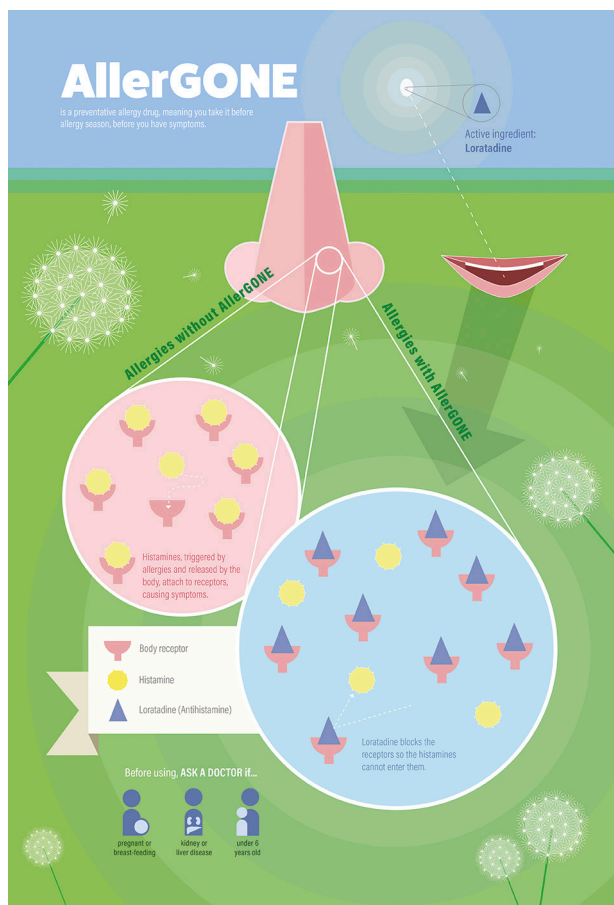 AllerGONE
is a preventative allergy drug, meaning you take it before
allergy season, before you have symptoms.
Active ingredient:
Loratadine
Allergies without AllerGONE
Allergies with AllerGONE
Histamines, triggered by
allergies and released by the
body, attach to receptors,
causing symptoms.
Body receptor
Histamine
Loratadine (Antihistamine)
Loratadine blocks the
receptors so the histamines
cannot enter them.
Before using, ASK A DOCTOR if...
pregnant or
breast-feeding
kidney or
liver disease
under 6
years old